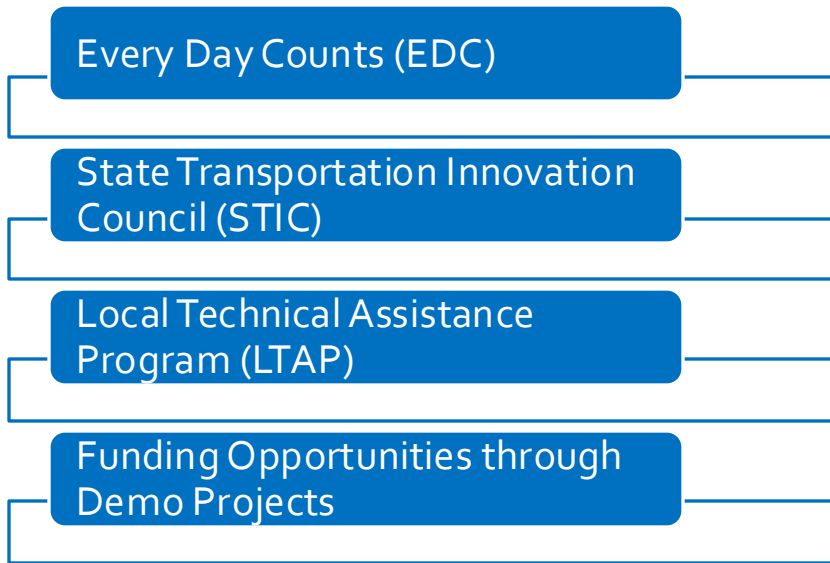 Every Day Counts (EDC)
State Transportation Innovation
Council (STIC)
Local Technical Assistance
Program (LTAP)
Funding Opportunities through
Demo Projects